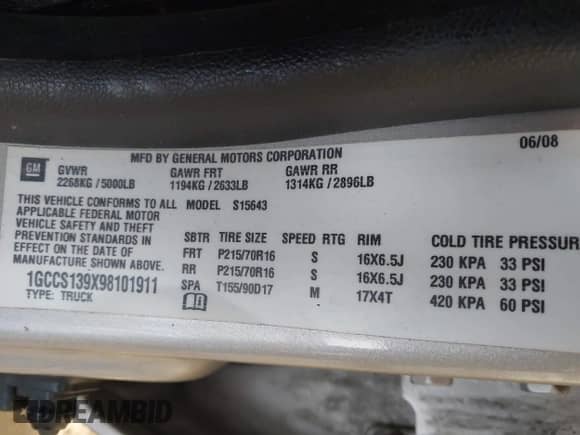 06/08
MFD BY GENERAL MOTORS CORPORATION
GM
GVWR GAWR FRT GAWR RR
2268KG / 5000LB 1194KG / 2633LB 1314KG / 2896LB
THIS VEHICLE CONFORMS TO ALL MODEL S15643
APPLICABLE FEDERAL MOTOR
VEHICLE SAFETY AND THEFT
PREVENTION STANDARDS IN
EFFECT ON THE DATE OF
MANUFACTURE SHOWN ABOVE.
1GCCS139X98101911
TYPE: TRUCK
SBTR TIRE SIZE SPEED RTG RIM COLD TIRE PRESSUR
FRT P215/70R16 S 16X6.5J 230 KPA 33 PSI
RR P215/70R16 S 16X6.5J 230 KPA 33 PSI
SPA T155/90D17 M 17X4T 420 KPA 60 PSI
DREAMBID